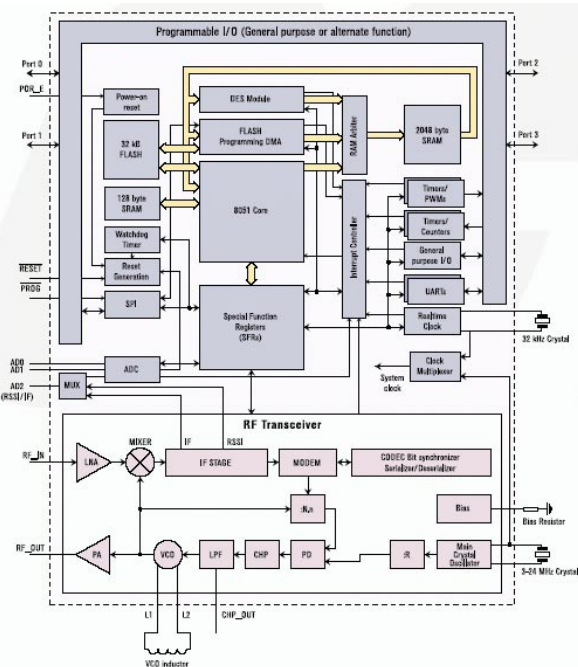 Programmable I/O (General purpose or alternate function)
Port 0
Port 2
POR_E
Power-on
reset
DES Module
Port 1
Port 3
32 kB
FLASH
FLASH
Programming DMA
RAM Arbiter
2048 byte
SRAM
128 byte
SRAM
8051 Core
Timers/
PWMs
Watchdog
Timer
Interrupt Controller
Timers/
Counters
RESET
Reset
Generation
General
purpose I/O
PROG
SPI
UARTs
Special Function
Registers
(SFRs)
Realtime
Clock
32 kHz Crystal
AD0
AD1
ADC
AD2
(RSSI/IF)
MUX
System
clock
Clock
Multiplexer
RF Transceiver
MIXER
IF
RSSI
RF_IN
LNA
IF STAGE
MODEM
CODEC Bit synchronizer
Serializer/Deserializer
:N,n
Bias
Bias Resistor
RF_OUT
PA
VCO
LPF
CHP
PD
:R
Main
Crystal
Oscillator
3-24 MHz Crystal
L1
L2
CHP_OUT
VCO inductor